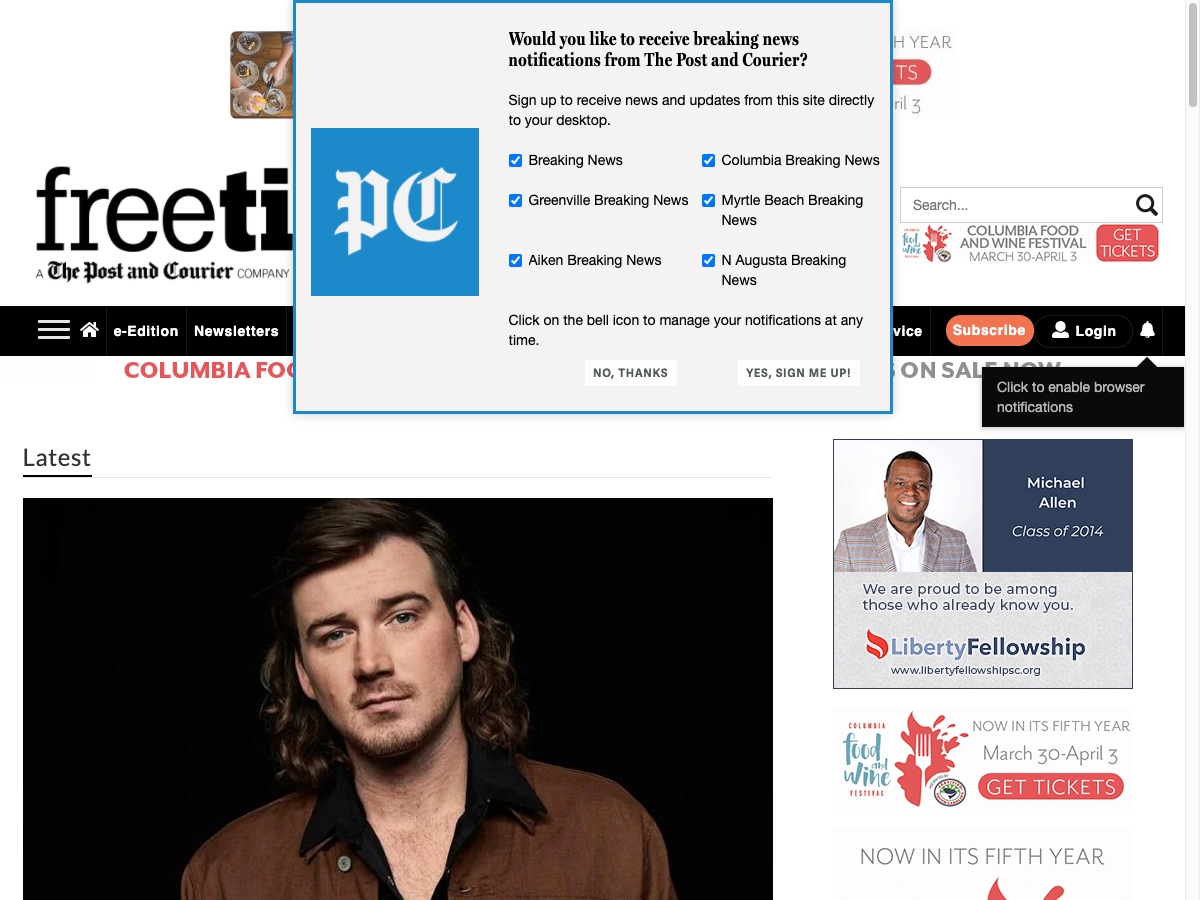 Would you like to receive breaking news
notifications from The Post and Courier?
Sign up to receive news and updates from this site directly
to your desktop.
Breaking News
Columbia Breaking News
Greenville Breaking News
Myrtle Beach Breaking
News
Aiken Breaking News
N Augusta Breaking
News
Click on the bell icon to manage your notifications at any
time.
NO, THANKS
YES, SIGN ME UP!
PC
H YEAR
TS
ril 3
freeti
A The Post and Courier COMPANY
Search...
COLUMBIA FOOD
AND WINE FESTIVAL
MARCH 30-APRIL 3
GET
TICKETS
e-Edition
Newsletters
vice
Subscribe
Login
COLUMBIA FOO
S ON SALE NOW
Click to enable browser
notifications
Latest
Michael
Allen
Class of 2014
We are proud to be among
those who already know you.
LibertyFellowship
www.libertyfellowshipsc.org
COLUMBIA
food
and
wine
FESTIVAL
NOW IN ITS FIFTH YEAR
March 30-April 3
GET TICKETS
NOW IN ITS FIFTH YEAR